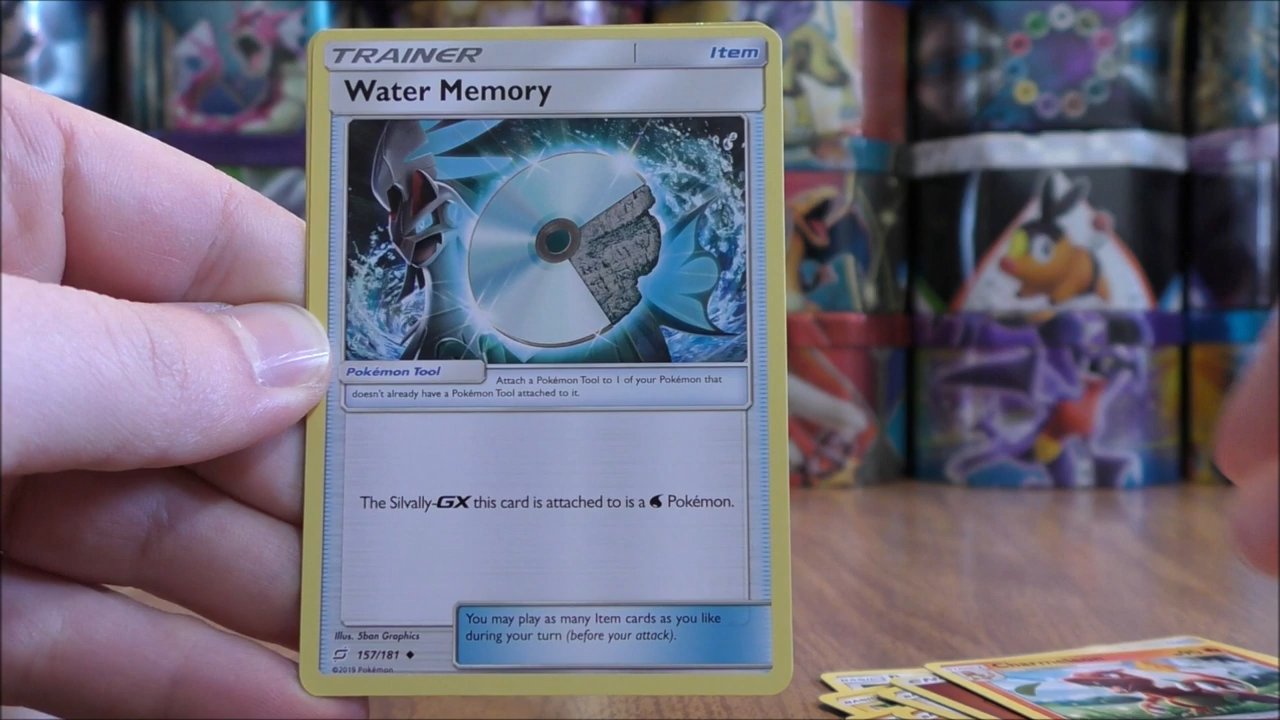 TRAINER Item
Water Memory
Pokémon Tool
Attach a Pokémon Tool to 1 of your Pokémon that
doesn't already have a Pokémon Tool attached to it.
The Silvally-GX this card is attached to is a Pokémon.
You may play as many Item cards as you like
during your turn (before your attack).
Illus. 5ban Graphics
157/181
©2019 Pokémon